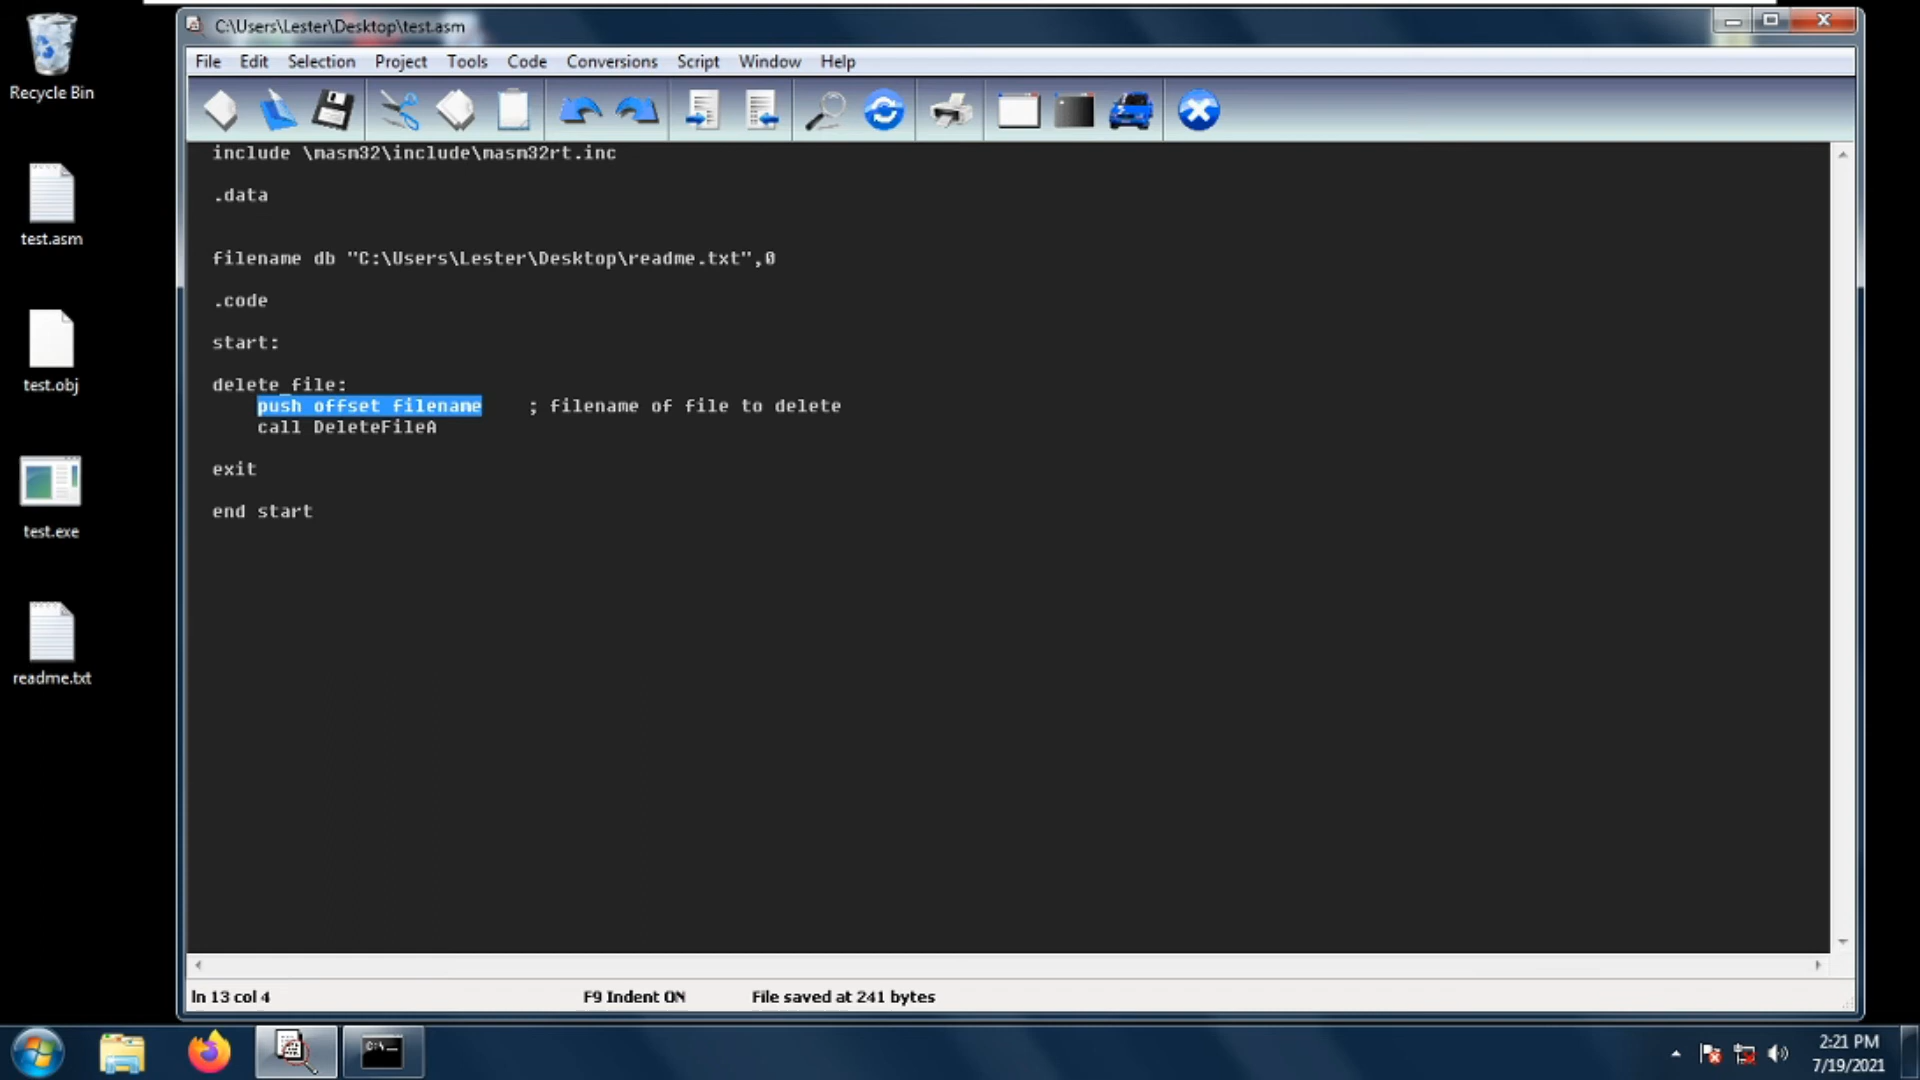 Recycle Bin
test.asm
test.obj
test.exe
readme.txt
C:\Users\Lester\Desktop\test.asm
File Edit Selection Project Tools Code Conversions Script Window Help
include \masm32\include\masm32rt.inc
.data
filename db "C:\Users\Lester\Desktop\readme.txt",0
.code
start:
delete_file:
push offset filename ; filename of file to delete
call DeleteFileA
exit
end start
ln 13 col 4 F9 Indent ON File saved at 241 bytes
C:\_
2:21 PM
7/19/2021